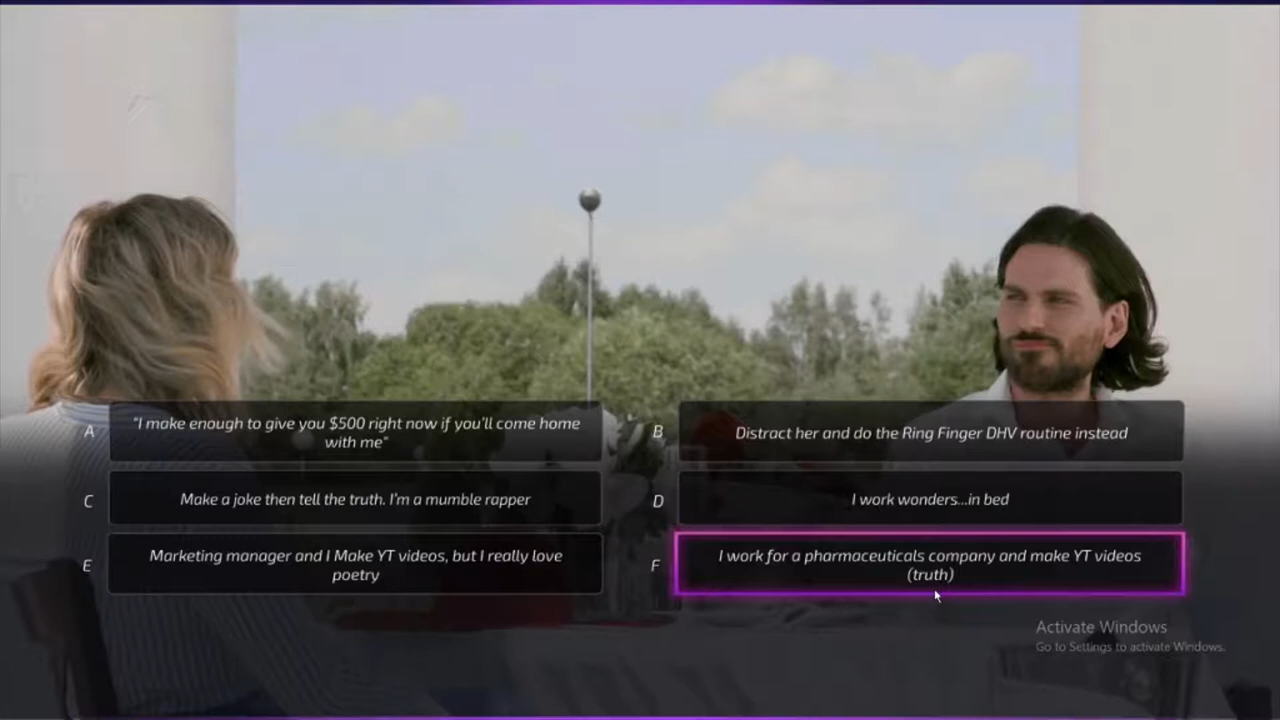 A
"I make enough to give you $500 right now if you'll come home
with me"
B
Distract her and do the Ring Finger DHV routine instead
C
Make a joke then tell the truth. I'm a mumble rapper
D
I work wonders...in bed
E
Marketing manager and I Make YT videos, but I really love
poetry
F
I work for a pharmaceuticals company and make YT videos
(truth)
Activate Windows
Go to Settings to activate Windows.